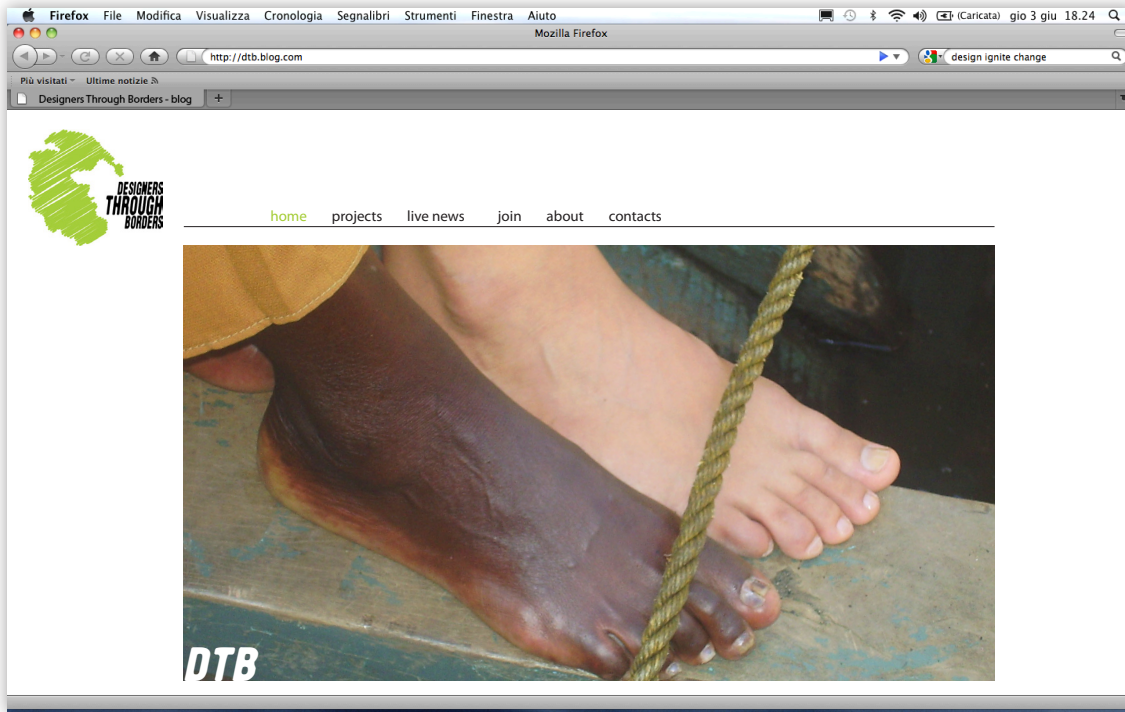 Firefox File Modifica Visualizza Cronologia Segnalibri Strumenti Finestra Aiuto (Caricata) gio 3 giu 18.24
Mozilla Firefox
http://dtb.blog.com design ignite change
Più visitati Ultime notizie
Designers Through Borders - blog +
DESIGNERS
THROUGH
BORDERS
home projects live news join about contacts
DTB